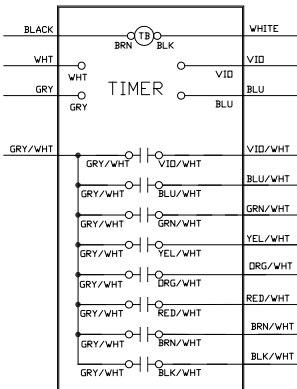 BLACK TB WHITE
BRN BLK
WHT VIO
WHT VIO
GRY TIMER BLU
GRY BLU
GRY/WHT VIO/WHT
GRY/WHT VIO/WHT
BLU/WHT
GRY/WHT BLU/WHT
GRN/WHT
GRY/WHT GRN/WHT
YEL/WHT
GRY/WHT YEL/WHT
ORG/WHT
GRY/WHT ORG/WHT
RED/WHT
GRY/WHT RED/WHT
BRN/WHT
GRY/WHT BRN/WHT
BLK/WHT
GRY/WHT BLK/WHT